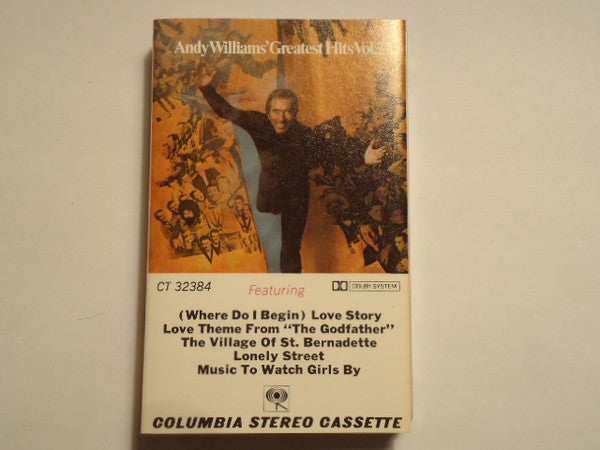 Andy Williams' Greatest Hits Vol. 2
CT 32384
Featuring
DOLBY SYSTEM
(Where Do I Begin) Love Story
Love Theme From "The Godfather"
The Village Of St. Bernadette
Lonely Street
Music To Watch Girls By
COLUMBIA STEREO CASSETTE